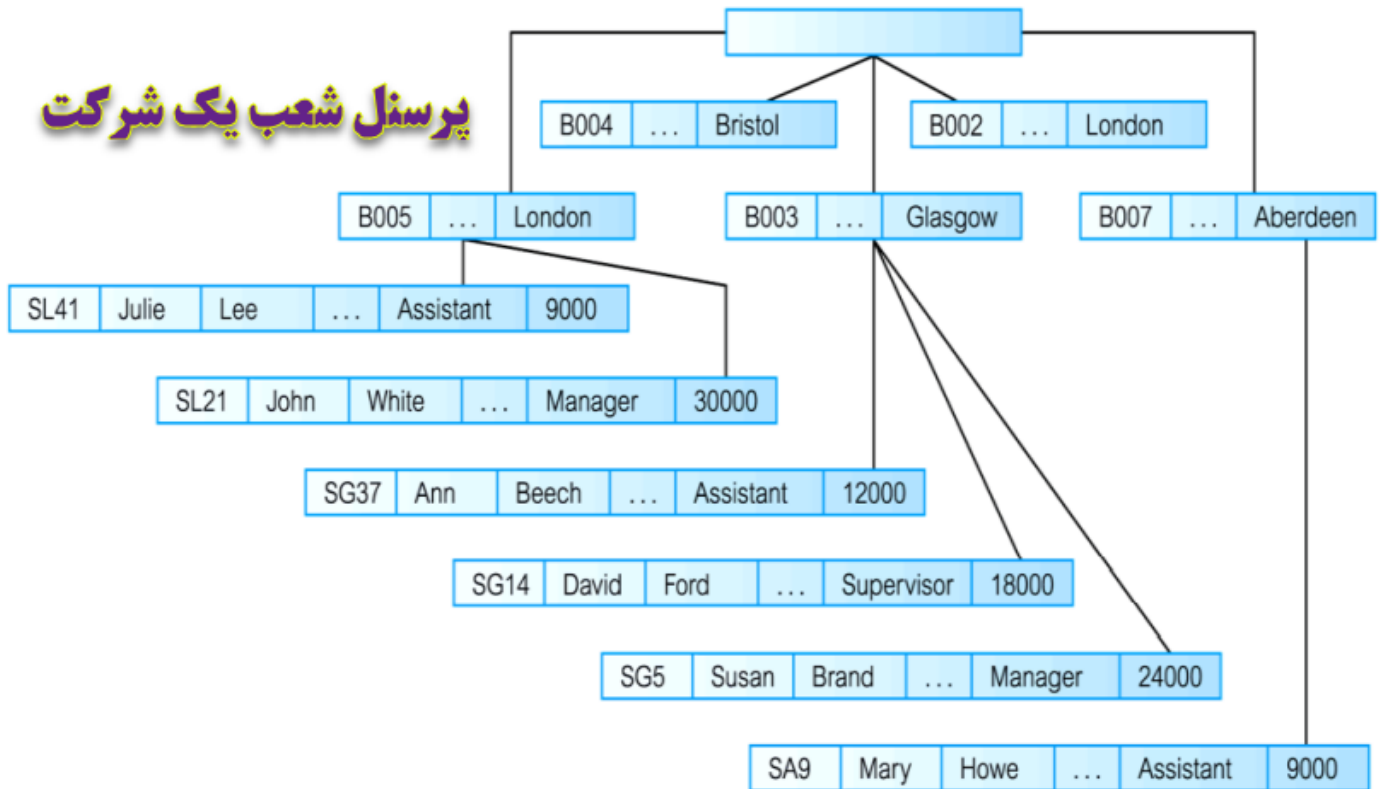 پرسنل شعب یک شرکت
B004 ... Bristol
B002 ... London
B005 ... London
B003 ... Glasgow
B007 ... Aberdeen
SL41 Julie Lee ... Assistant 9000
SL21 John White ... Manager 30000
SG37 Ann Beech ... Assistant 12000
SG14 David Ford ... Supervisor 18000
SG5 Susan Brand ... Manager 24000
SA9 Mary Howe ... Assistant 9000